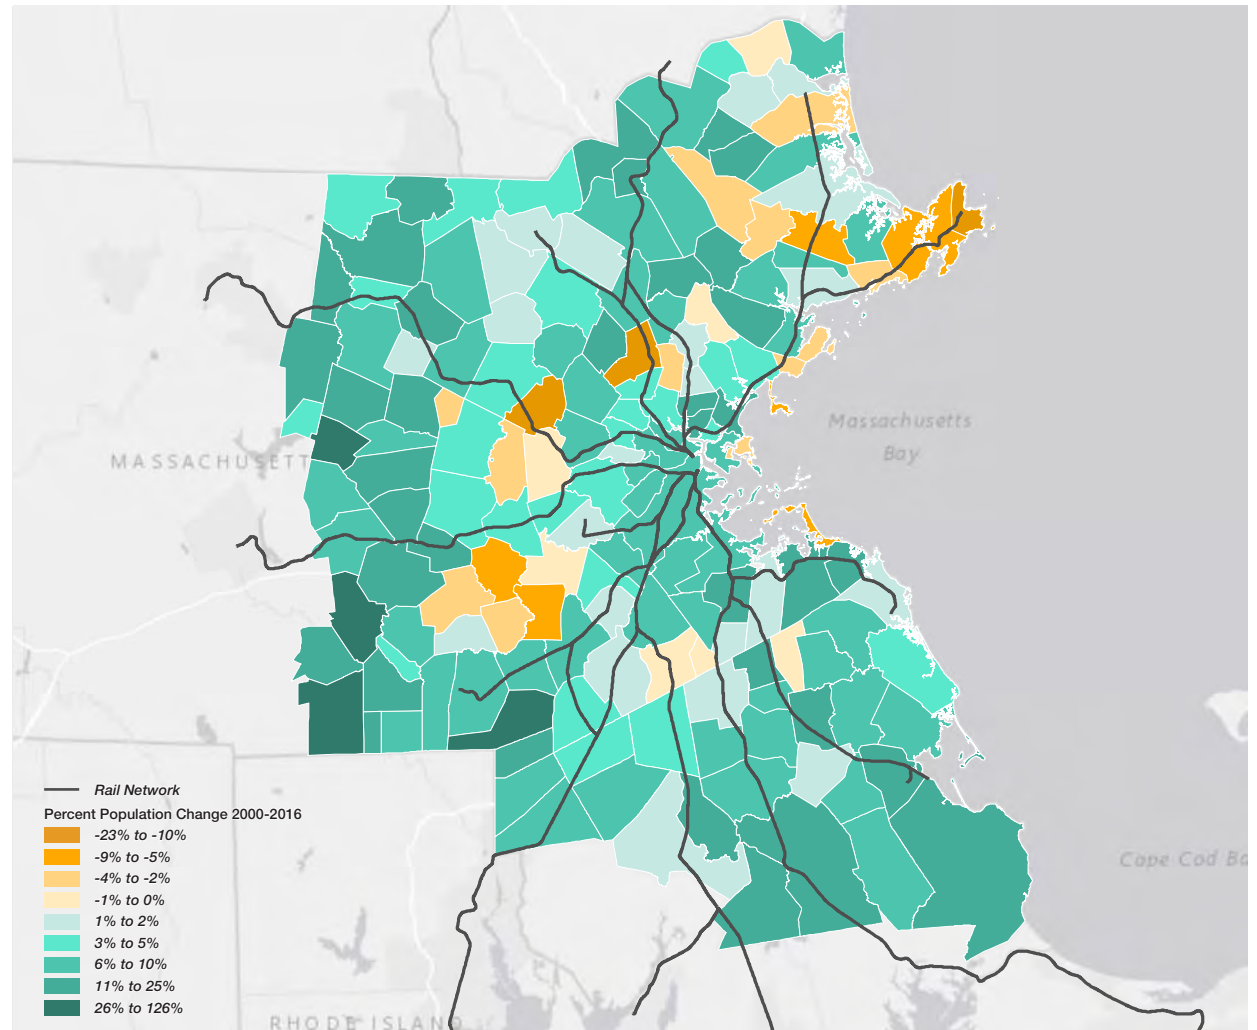 Massachusetts
Bay
MASSACHUSETT
Rail Network
Percent Population Change 2000-2016
-23% to -10%
-9% to -5%
-4% to -2%
-1% to 0%
1% to 2%
3% to 5%
6% to 10%
11% to 25%
26% to 126%
Cape Cod Ba
RHODE ISLAND